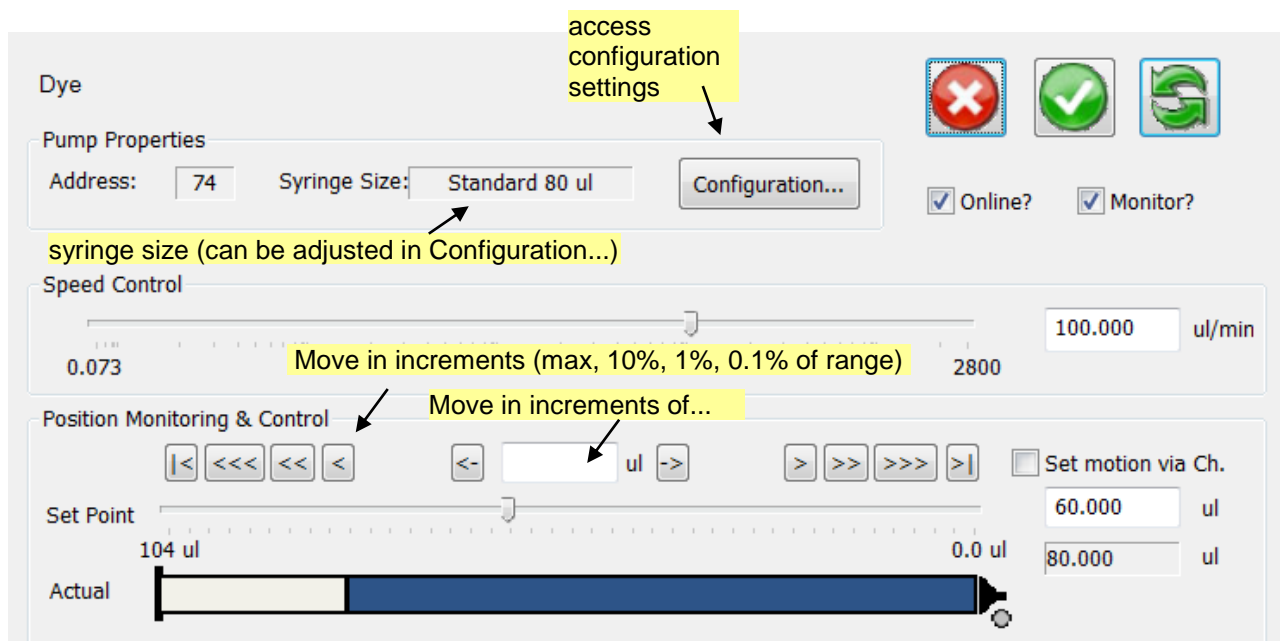 access
configuration
settings
Dye
Pump Properties
Address: 74 Syringe Size: Standard 80 ul Configuration...
Online? Monitor?
syringe size (can be adjusted in Configuration...)
Speed Control
100.000 ul/min
0.073 2800
Move in increments (max, 10%, 1%, 0.1% of range)
Move in increments of...
Position Monitoring & Control
|< <<< << < <- ul -> > >> >>> >| Set motion via Ch.
Set Point 60.000 ul
104 ul 0.0 ul
80.000 ul
Actual